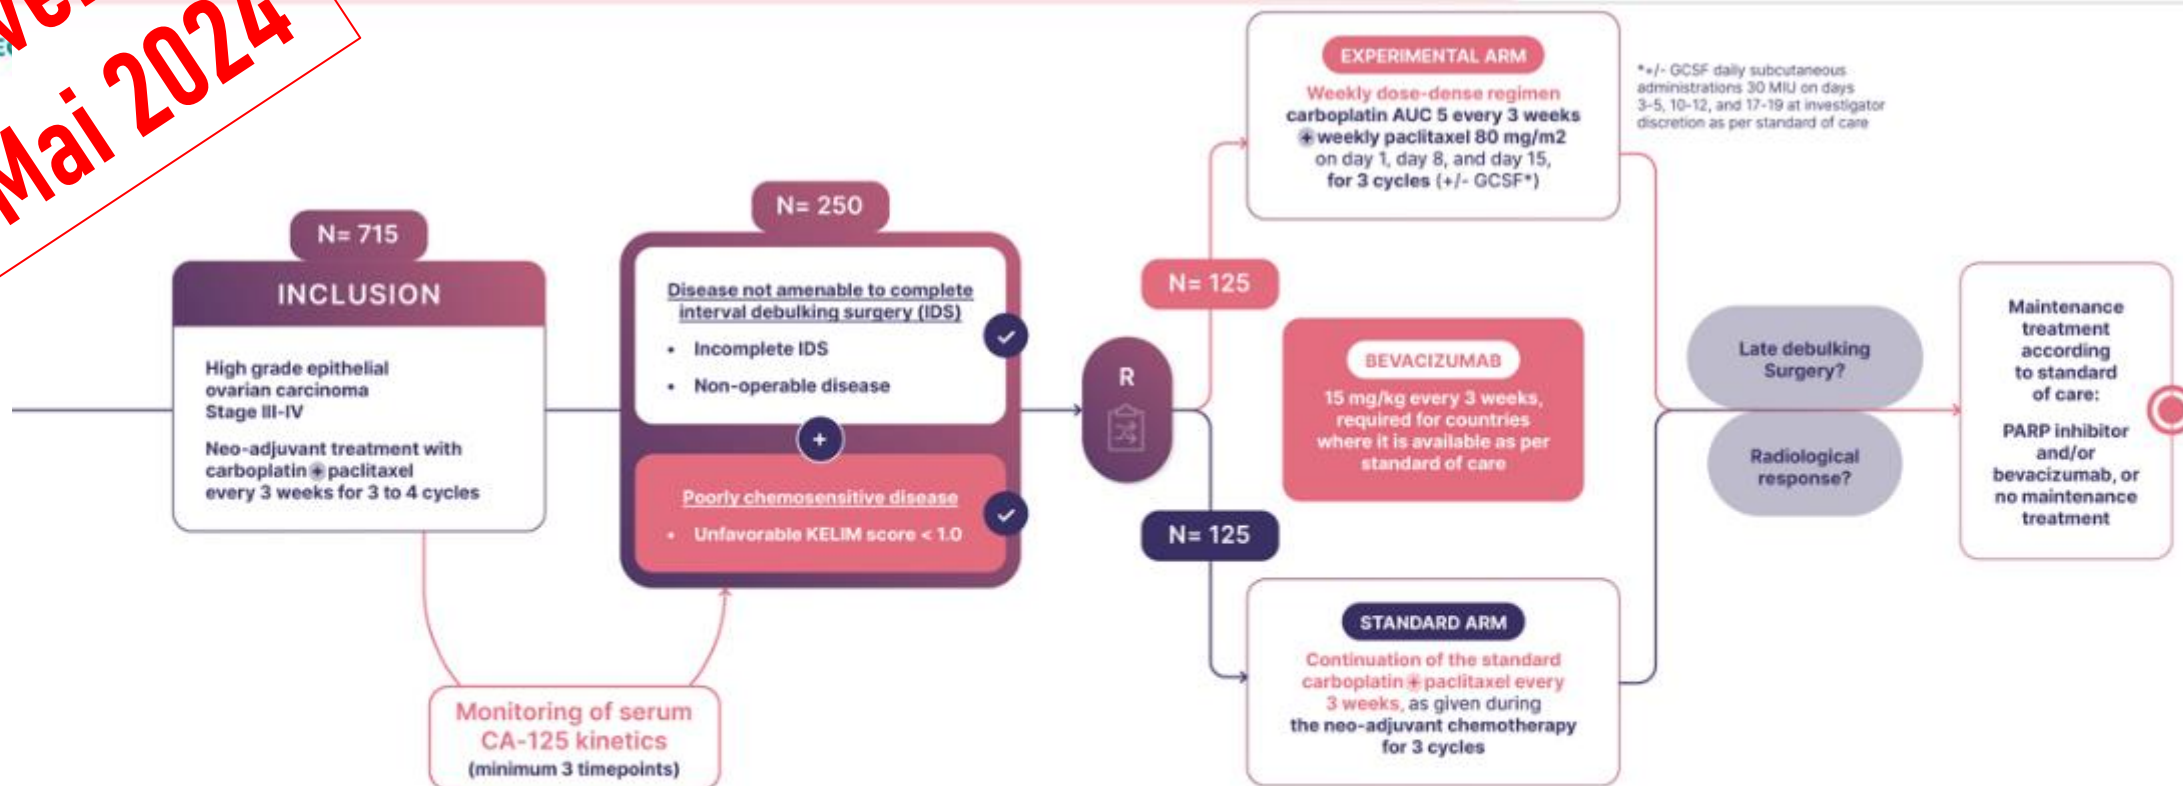 Mai 2024
N= 715
INCLUSION
High grade epithelial
ovarian carcinoma
Stage III-IV
Neo-adjuvant treatment with
carboplatin + paclitaxel
every 3 weeks for 3 to 4 cycles
Monitoring of serum
CA-125 kinetics
(minimum 3 timepoints)
N= 250
Disease not amenable to complete
interval debulking surgery (IDS)
• Incomplete IDS
• Non-operable disease
+
Poorly chemosensitive disease
• Unfavorable KELIM score < 1.0
R
N= 125
EXPERIMENTAL ARM
Weekly dose-dense regimen
carboplatin AUC 5 every 3 weeks
+ weekly paclitaxel 80 mg/m2
on day 1, day 8, and day 15,
for 3 cycles (+/- GCSF*)
*+/- GCSF daily subcutaneous
administrations 30 MIU on days
3-5, 10-12, and 17-19 at investigator
discretion as per standard of care
BEVACIZUMAB
15 mg/kg every 3 weeks,
required for countries
where it is available as per
standard of care
N= 125
STANDARD ARM
Continuation of the standard
carboplatin + paclitaxel every
3 weeks, as given during
the neo-adjuvant chemotherapy
for 3 cycles
Late debulking
Surgery?
Radiological
response?
Maintenance
treatment
according
to standard
of care:
PARP inhibitor
and/or
bevacizumab, or
no maintenance
treatment